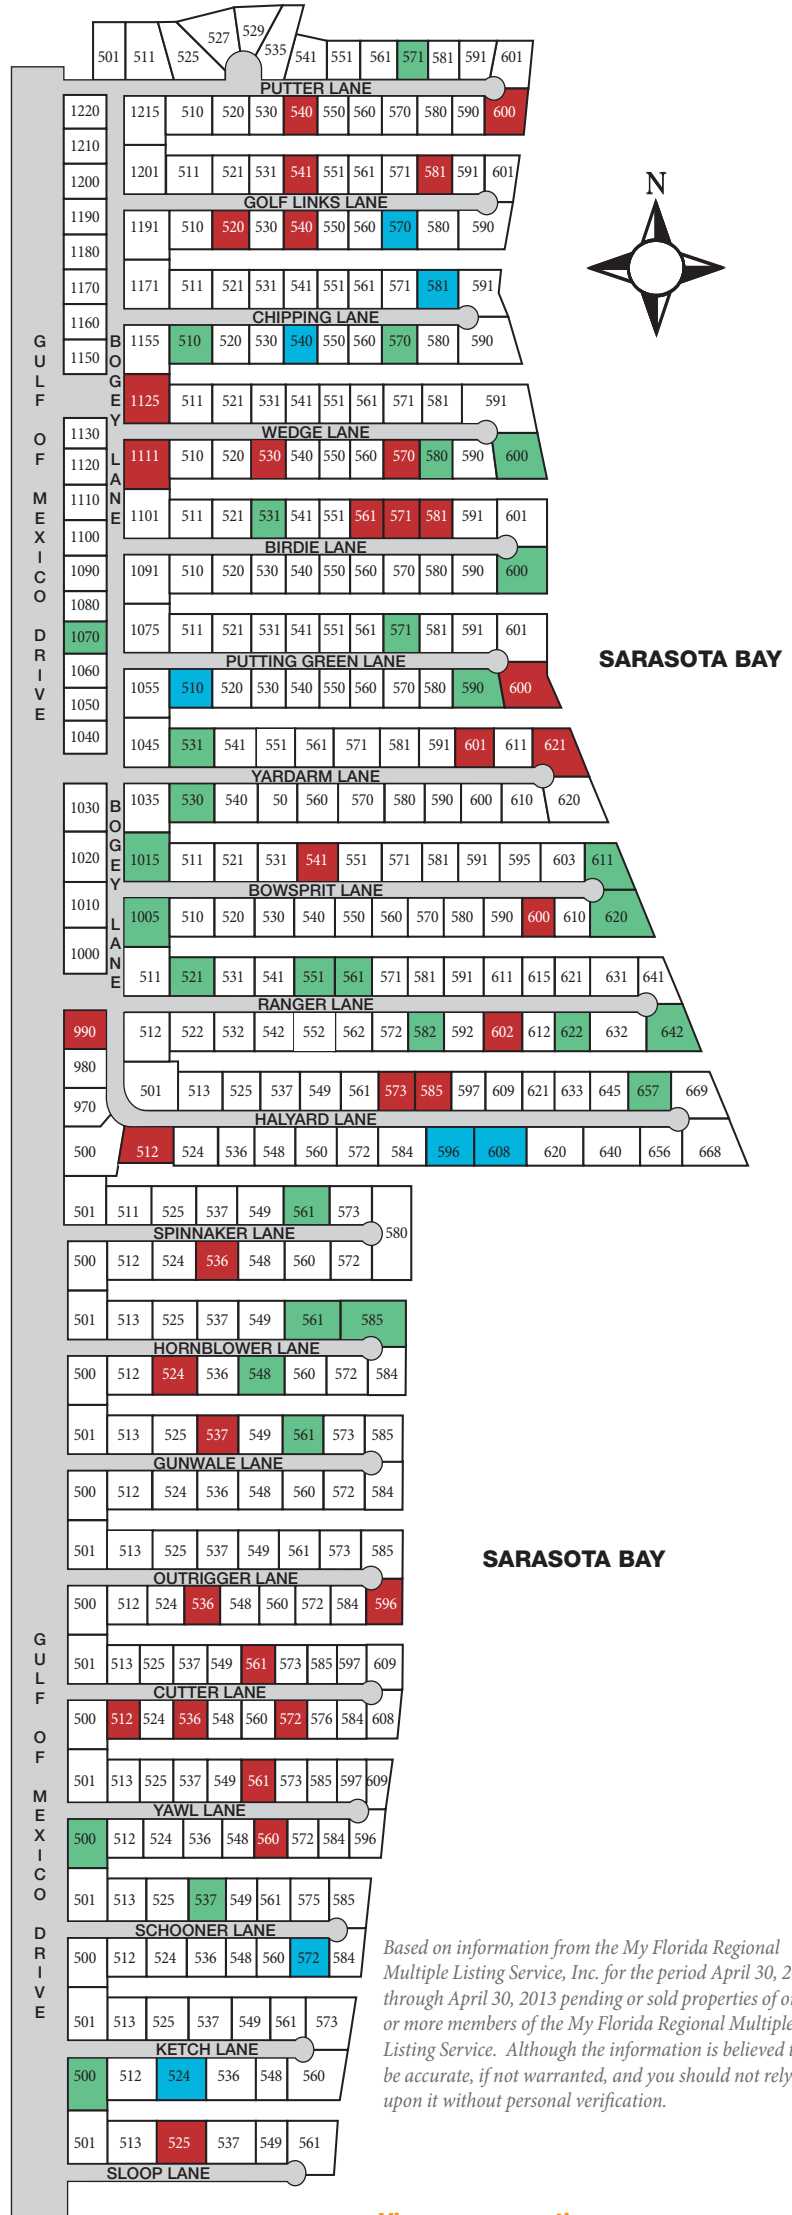 501 511 525 527 529 535 541 551 561 571 581 591 601
PUTTER LANE
1220 1215 510 520 530 540 550 560 570 580 590 600
1210
1200 1201 511 521 531 541 551 561 571 581 591 601
GOLF LINKS LANE
1190 1191 510 520 530 540 550 560 570 580 590
1180
1170 1171 511 521 531 541 551 561 571 581 591
CHIPPING LANE
1160
1150 1155 510 520 530 540 550 560 570 580 590
1125 511 521 531 541 551 561 571 581 591
WEDGE LANE
1130
1120 1111 510 520 530 540 550 560 570 580 590 600
1110
1100 1101 511 521 531 541 551 561 571 581 591 601
BIRDIE LANE
1090 1091 510 520 530 540 550 560 570 580 590 600
1080
1070 1075 511 521 531 541 551 561 571 581 591 601
PUTTING GREEN LANE
1060
1050 1055 510 520 530 540 550 560 570 580 590 600
1040 1045 531 541 551 561 571 581 591 601 611 621
YARDARM LANE
1030 1035 530 540 50 560 570 580 590 600 610 620
1020 1015 511 521 531 541 551 571 581 591 595 603 611
BOWSPRIT LANE
1010 1005 510 520 530 540 550 560 570 580 590 600 610 620
1000
511 521 531 541 551 561 571 581 591 611 615 621 631 641
RANGER LANE
990 512 522 532 542 552 562 572 582 592 602 612 622 632 642
980
970 501 513 525 537 549 561 573 585 597 609 621 633 645 657 669
HALYARD LANE
500 512 524 536 548 560 572 584 596 608 620 640 656 668
501 511 525 537 549 561 573 580
SPINNAKER LANE
500 512 524 536 548 560 572
501 513 525 537 549 561 585
HORNBLOWER LANE
500 512 524 536 548 560 572 584
501 513 525 537 549 561 573 585
GUNWALE LANE
500 512 524 536 548 560 572 584
501 513 525 537 549 561 573 585
OUTRIGGER LANE
500 512 524 536 548 560 572 584 596
501 513 525 537 549 561 573 585 597 609
CUTTER LANE
500 512 524 536 548 560 572 576 584 608
501 513 525 537 549 561 573 585 597 609
YAWL LANE
500 512 524 536 548 560 572 584 596
501 513 525 537 549 561 575 585
SCHOONER LANE
500 512 524 536 548 560 572 584
501 513 525 537 549 561 573
KETCH LANE
500 512 524 536 548 560
501 513 525 537 549 561
SLOOP LANE
GULF OF MEXICO DRIVE
BOGEY LANE
BOGEY LANE
GULF OF MEXICO DRIVE
N
SARASOTA BAY
SARASOTA BAY
Based on information from the My Florida Regional
Multiple Listing Service, Inc. for the period April 30,
through April 30, 2013 pending or sold properties of
or more members of the My Florida Regional Multiple
Listing Service. Although the information is believed
be accurate, if not warranted, and you should not rely
upon it without personal verification.